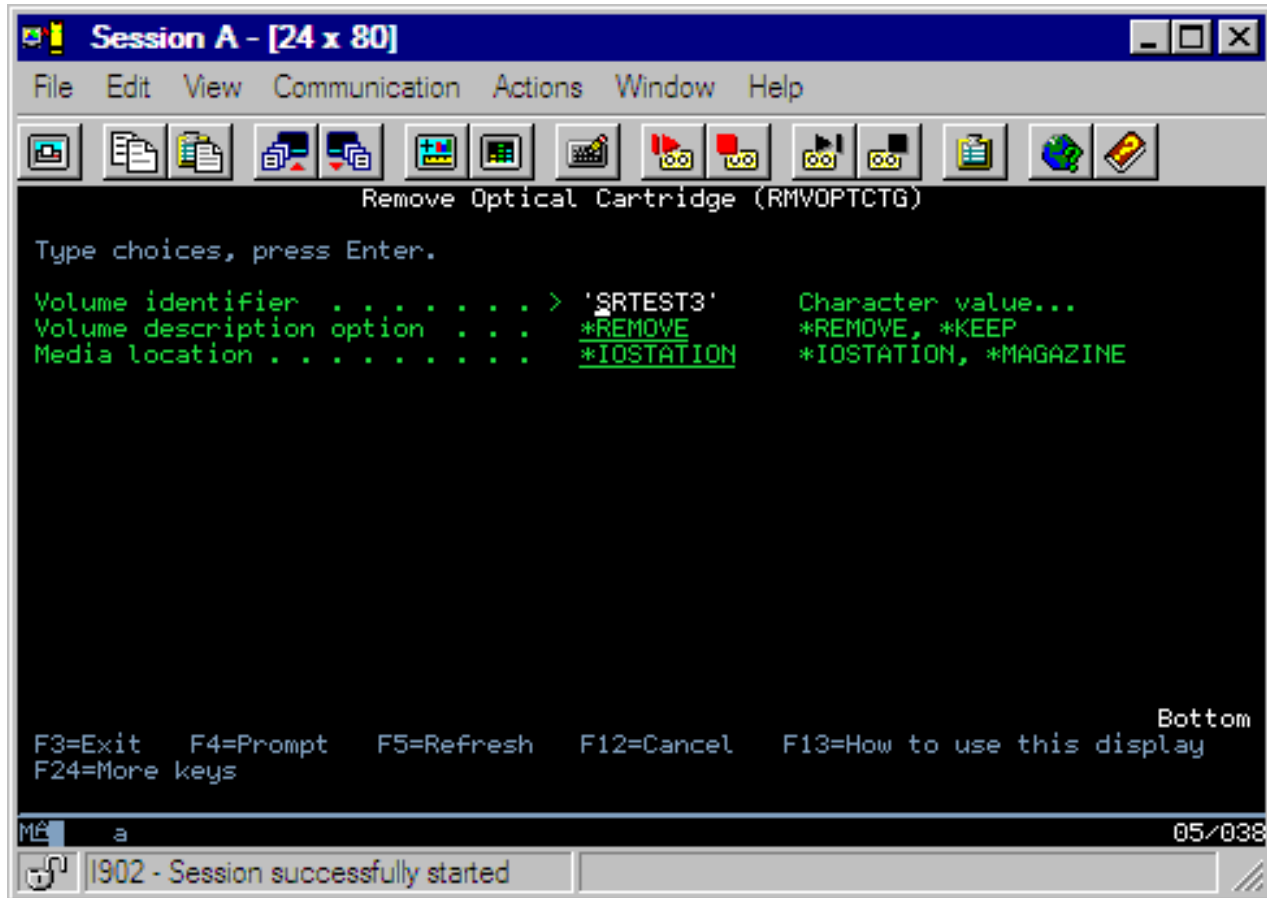 Session A - [24 x 80]
File Edit View Communication Actions Window Help
Remove Optical Cartridge (RMVOPTCTG)
Type choices, press Enter.
Volume identifier . . . . . . . > 'SRTEST3' Character value...
Volume description option . . . *REMOVE *REMOVE, *KEEP
Media location . . . . . . . . . *IOSTATION *IOSTATION, *MAGAZINE
Bottom
F3=Exit F4=Prompt F5=Refresh F12=Cancel F13=How to use this display
F24=More keys
a 05/038
I902 - Session successfully started